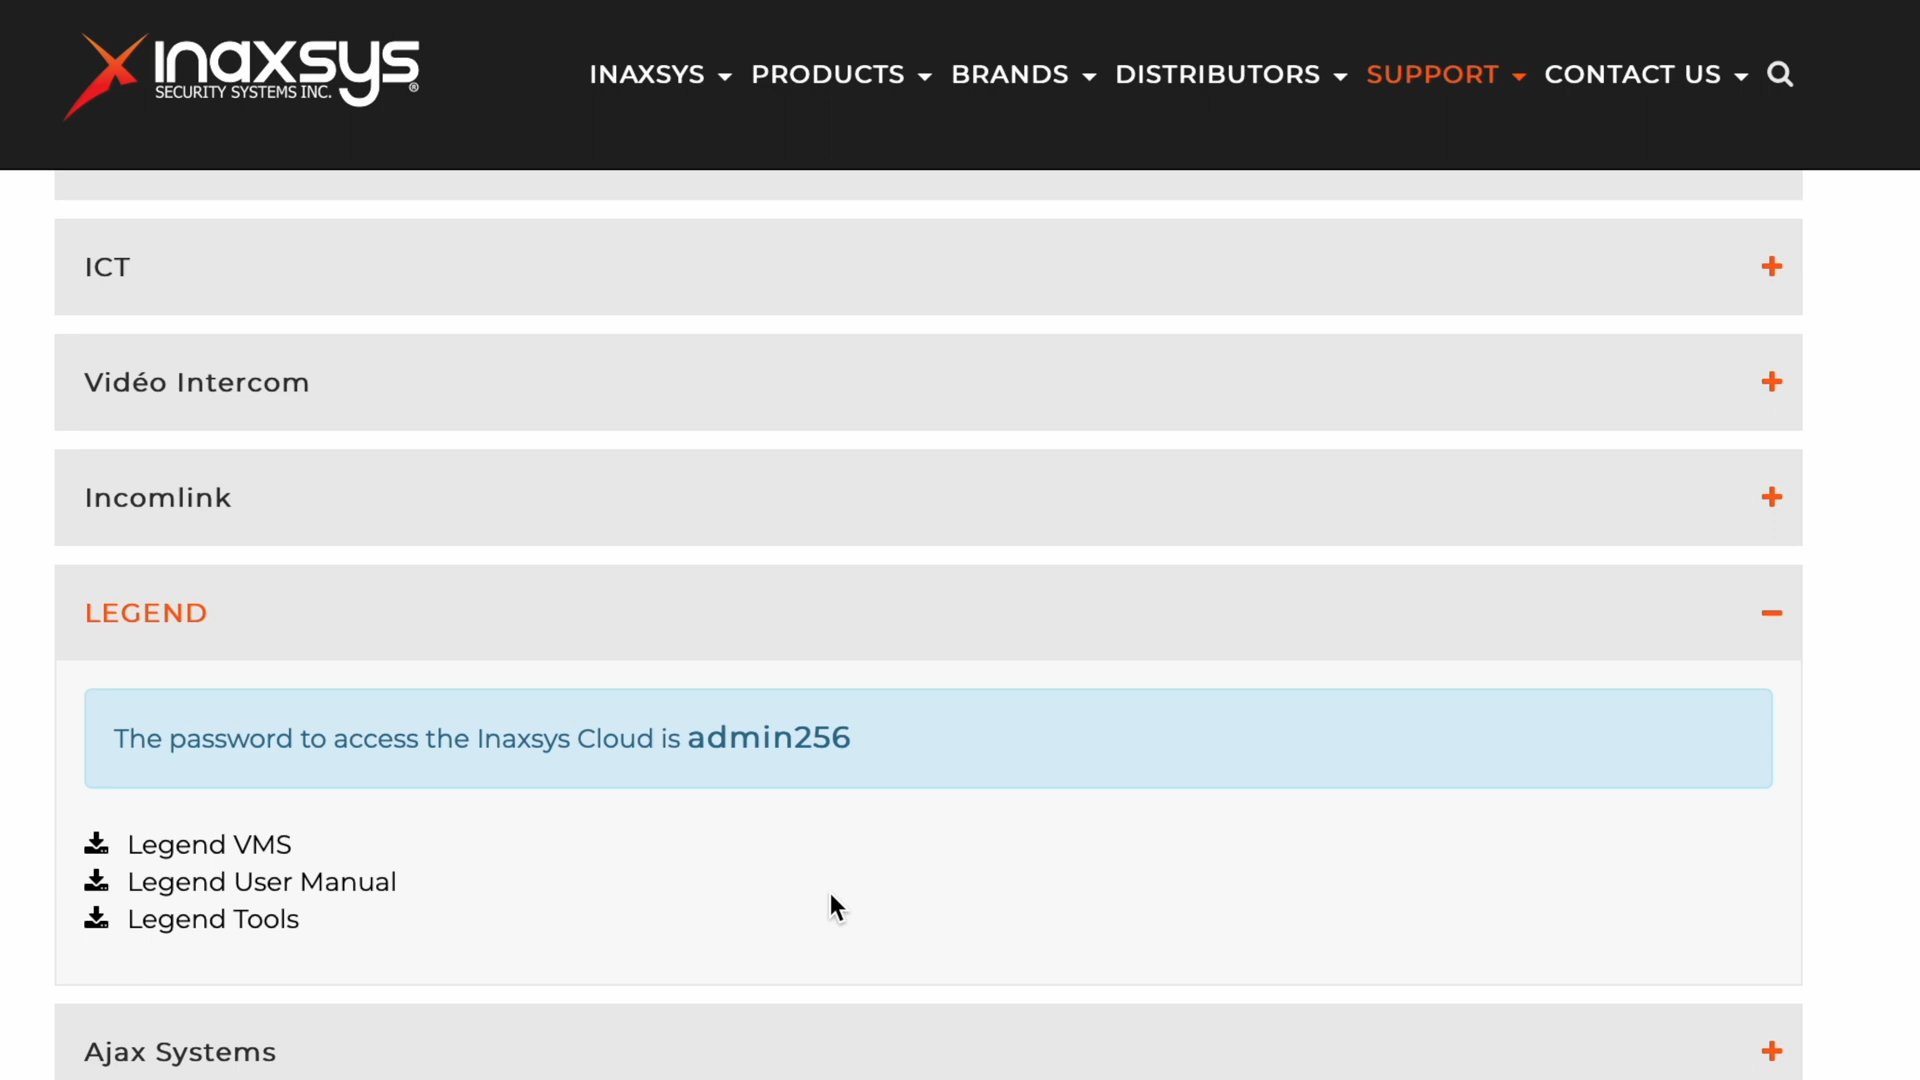 Inaxsys
SECURITY SYSTEMS INC.®
INAXSYS PRODUCTS BRANDS DISTRIBUTORS SUPPORT CONTACT US
ICT
Vidéo Intercom
Incomlink
LEGEND
The password to access the Inaxsys Cloud is admin256
Legend VMS
Legend User Manual
Legend Tools
Ajax Systems